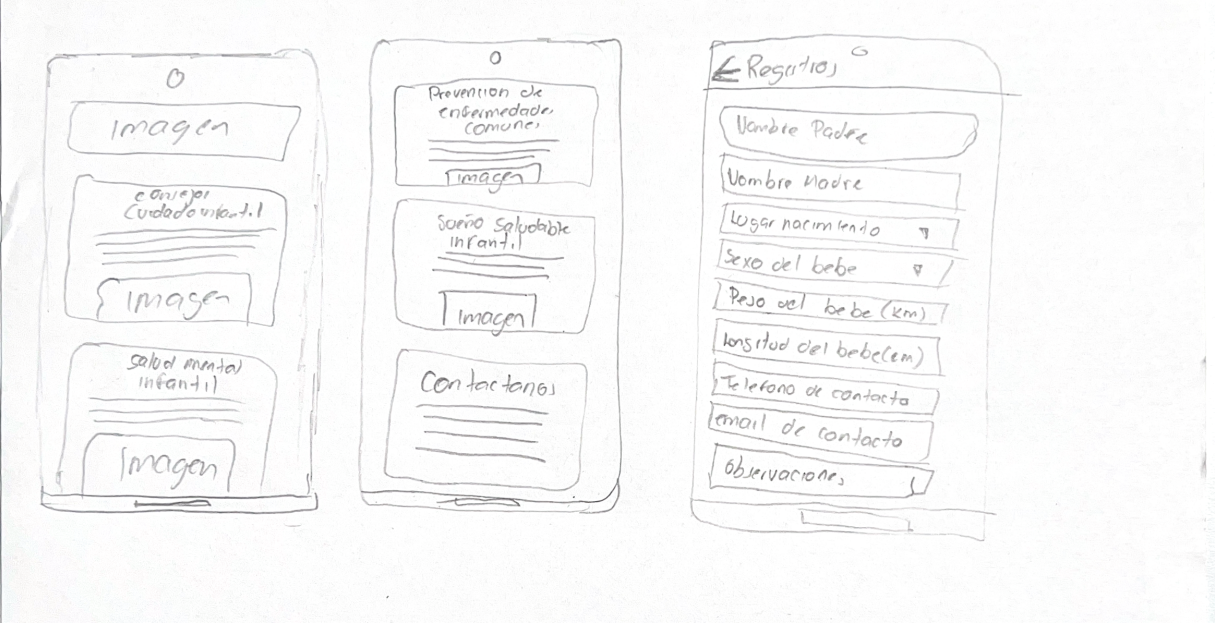 Imagen
Consejos
Cuidado infantil
Imagen
Salud mental
infantil
Imagen
Prevencion de
enfermedades
comunes
Imagen
Sueño saludable
infantil
Imagen
Contactanos
Registros
Nombre Padre
Nombre Madre
Lugar nacimiento
Sexo del bebe
Peso del bebe (km)
Longitud del bebe (cm)
Telefono de contacto
email de contacto
Observaciones